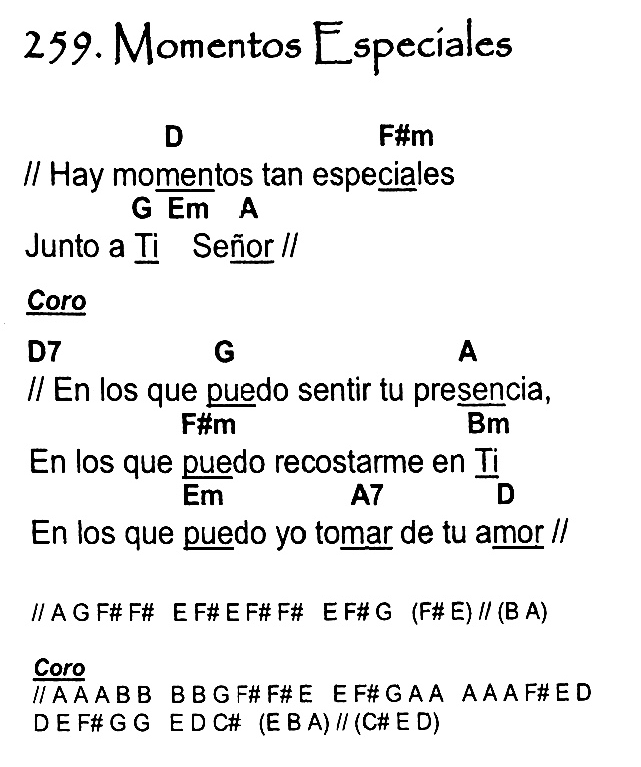 259. Momentos Especiales
D F#m
// Hay momentos tan especiales
G Em A
Junto a Ti Señor //
Coro
D7 G A
// En los que puedo sentir tu presencia,
F#m Bm
En los que puedo recostarme en Ti
Em A7 D
En los que puedo yo tomar de tu amor //
// A G F# F# E F# E F# F# E F# G (F# E) // (B A)
Coro
// A A A B B B B G F# F# E E F# G A A A A A F# E D
D E F# G G E D C# (E B A) // (C# E D)